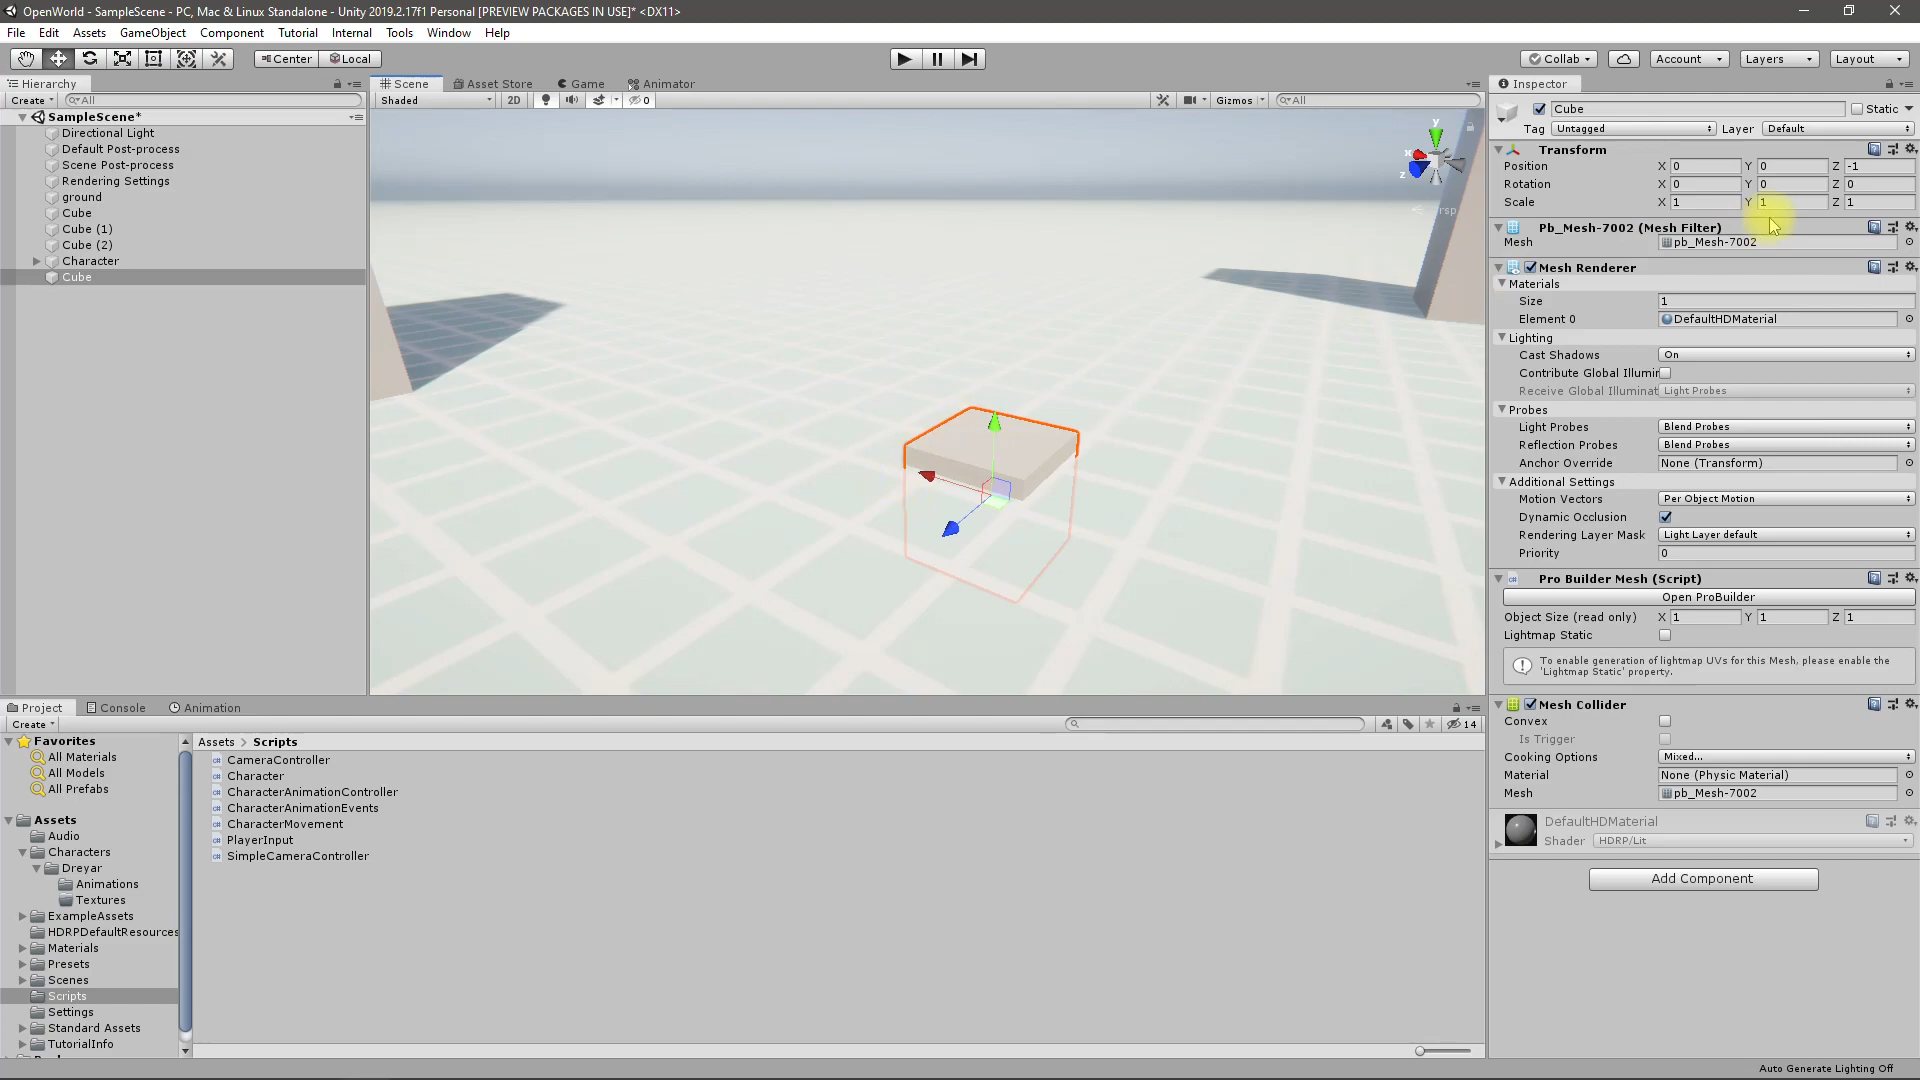 OpenWorld - SampleScene - PC, Mac & Linux Standalone - Unity 2019.2.17f1 Personal [PREVIEW PACKAGES IN USE]* <DX11>
File Edit Assets GameObject Component Tutorial Internal Tools Window Help
Center Local Collab Account Layers Layout
Hierarchy
Create All
SampleScene*
Directional Light
Default Post-process
Scene Post-process
Rendering Settings
ground
Cube
Cube (1)
Cube (2)
Character
Cube
Scene Asset Store Game Animator
Shaded 2D 0 Gizmos All
y
x
z
Inspector
Cube Static
Tag Untagged Layer Default
Transform
Position X 0 Y 0 Z -1
Rotation X 0 Y 0 Z 0
Scale X 1 Y 1 Z 1
Pb_Mesh-7002 (Mesh Filter)
Mesh pb_Mesh-7002
Mesh Renderer
Materials
Size 1
Element 0 DefaultHDMaterial
Lighting
Cast Shadows On
Contribute Global Illumir
Receive Global Illuminat Light Probes
Probes
Light Probes Blend Probes
Reflection Probes Blend Probes
Anchor Override None (Transform)
Additional Settings
Motion Vectors Per Object Motion
Dynamic Occlusion
Rendering Layer Mask Light Layer default
Priority 0
Pro Builder Mesh (Script)
Open ProBuilder
Object Size (read only) X 1 Y 1 Z 1
Lightmap Static
To enable generation of lightmap UVs for this Mesh, please enable the
'Lightmap Static' property.
Mesh Collider
Convex
Is Trigger
Cooking Options Mixed...
Material None (Physic Material)
Mesh pb_Mesh-7002
DefaultHDMaterial
Shader HDRP/Lit
Add Component
Project Console Animation
Create 14
Favorites
All Materials
All Models
All Prefabs
Assets
Audio
Characters
Dreyar
Animations
Textures
ExampleAssets
HDRPDefaultResources
Materials
Presets
Scenes
Scripts
Settings
Standard Assets
TutorialInfo
Assets > Scripts
CameraController
Character
CharacterAnimationController
CharacterAnimationEvents
CharacterMovement
PlayerInput
SimpleCameraController
Auto Generate Lighting Off